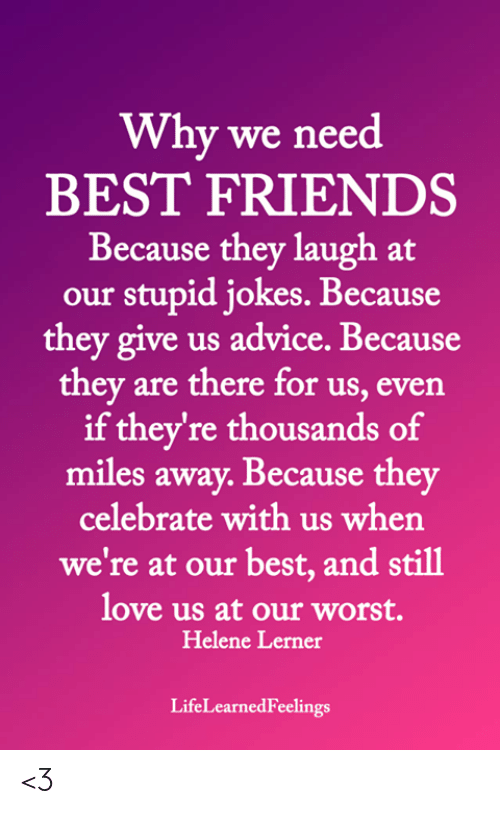 Why we need
BEST FRIENDS
Because they laugh at
our stupid jokes. Because
they give us advice. Because
they are there for us, even
if they're thousands of
miles away. Because they
celebrate with us when
we're at our best, and still
love us at our worst.
Helene Lerner
LifeLearnedFeelings
<3